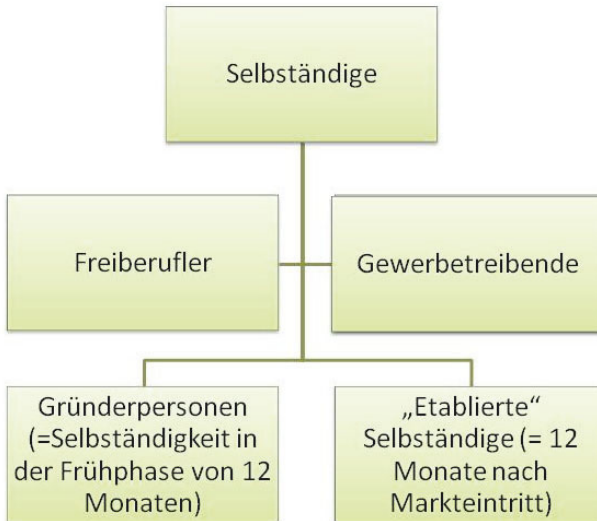 Selbständige
Freiberufler
Gewerbetreibende
Gründerpersonen
(=Selbständigkeit in
der Frühphase von 12
Monaten)
„Etablierte“
Selbständige (= 12
Monate nach
Markteintritt)